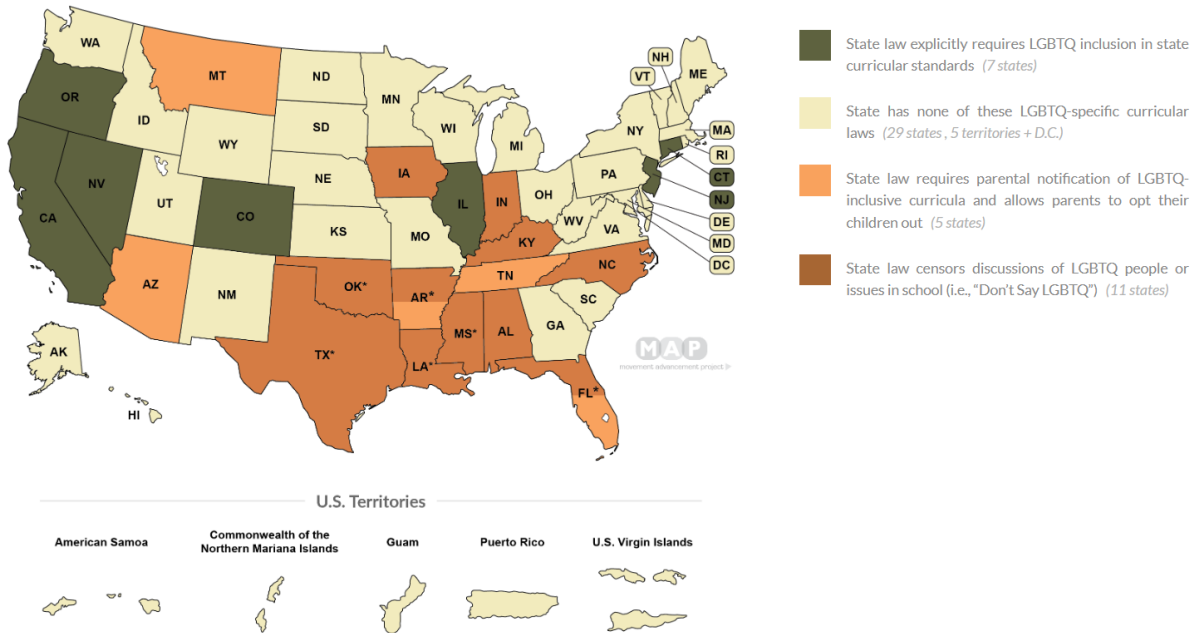 WA
MT
ND
MN
VT
NH
ME
OR
ID
SD
WI
MI
NY
MA
WY
RI
IA
NE
PA
CT
NV
UT
CO
IL
IN
OH
NJ
CA
KS
MO
WV
VA
DE
KY
MD
DC
AZ
NM
OK*
AR*
TN
NC
SC
TX*
LA*
MS*
AL
GA
AK
HI
FL*
MAP
movement advancement project
State law explicitly requires LGBTQ inclusion in state
curricular standards (7 states)
State has none of these LGBTQ-specific curricular
laws (29 states , 5 territories + D.C.)
State law requires parental notification of LGBTQ-
inclusive curricula and allows parents to opt their
children out (5 states)
State law censors discussions of LGBTQ people or
issues in school (i.e., “Don’t Say LGBTQ”) (11 states)
U.S. Territories
American Samoa
Commonwealth of the
Northern Mariana Islands
Guam
Puerto Rico
U.S. Virgin Islands